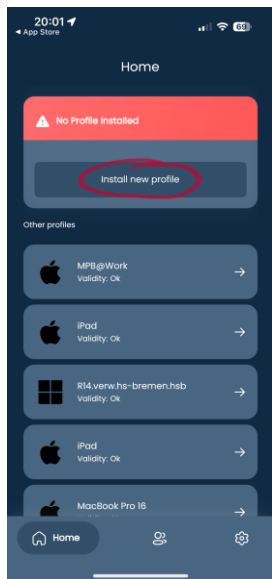 20:01
69
◀ App Store
Home
No Profile installed
Install new profile
Other profiles
MPB@Work
Validity: Ok
iPad
Validity: Ok
R14.verw.hs-bremen.hsb
Validity: Ok
iPad
Validity: Ok
MacBook Pro 16
Home